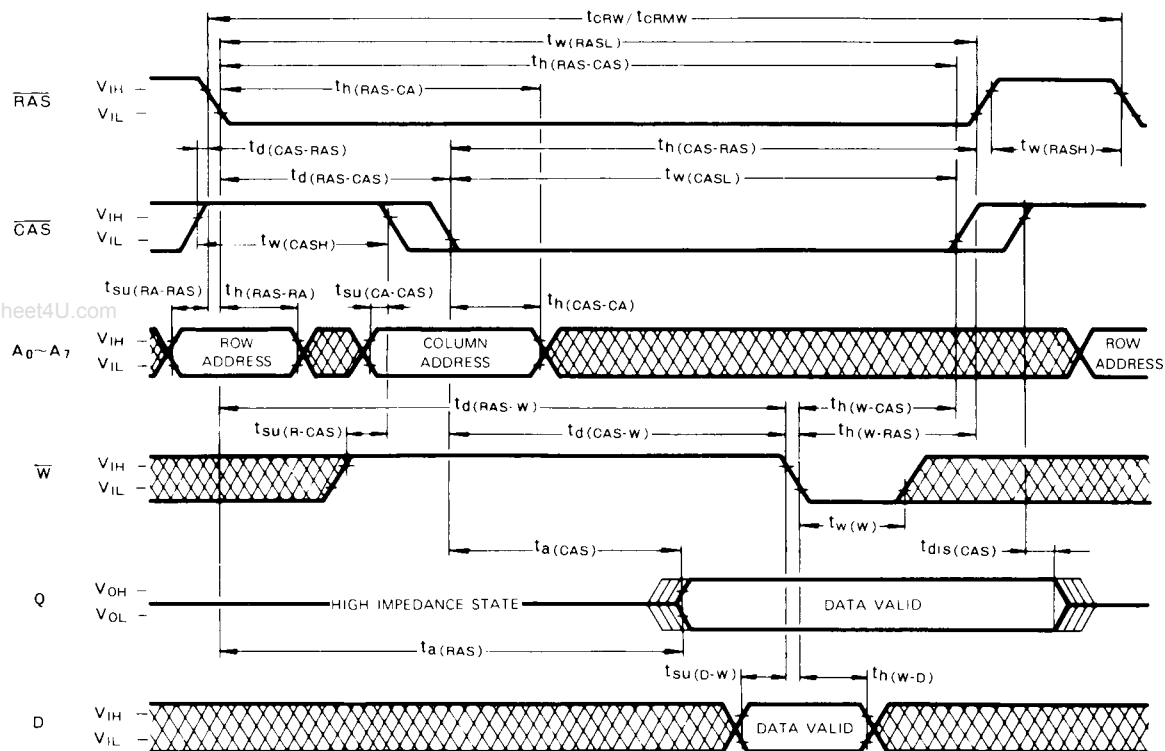 tCRW/tCRMW
tw(RASL)
th(RAS-CAS)
RAS
VIH
VIL
th(RAS-CA)
td(CAS-RAS)
th(CAS-RAS)
tw(RASH)
td(RAS-CAS)
tw(CASL)
CAS
VIH
VIL
tw(CASH)
tsu(RA-RAS)
th(RAS-RA)
tsu(CA-CAS)
th(CAS-CA)
heet4U.com
A0~A7
VIH
VIL
ROW
ADDRESS
COLUMN
ADDRESS
ROW
ADDRESS
td(RAS-W)
th(W-CAS)
tsu(R-CAS)
td(CAS-W)
th(W-RAS)
W
VIH
VIL
tw(W)
ta(CAS)
tdis(CAS)
Q
VOH
VOL
HIGH IMPEDANCE STATE
DATA VALID
ta(RAS)
tsu(D-W)
th(W-D)
D
VIH
VIL
DATA VALID